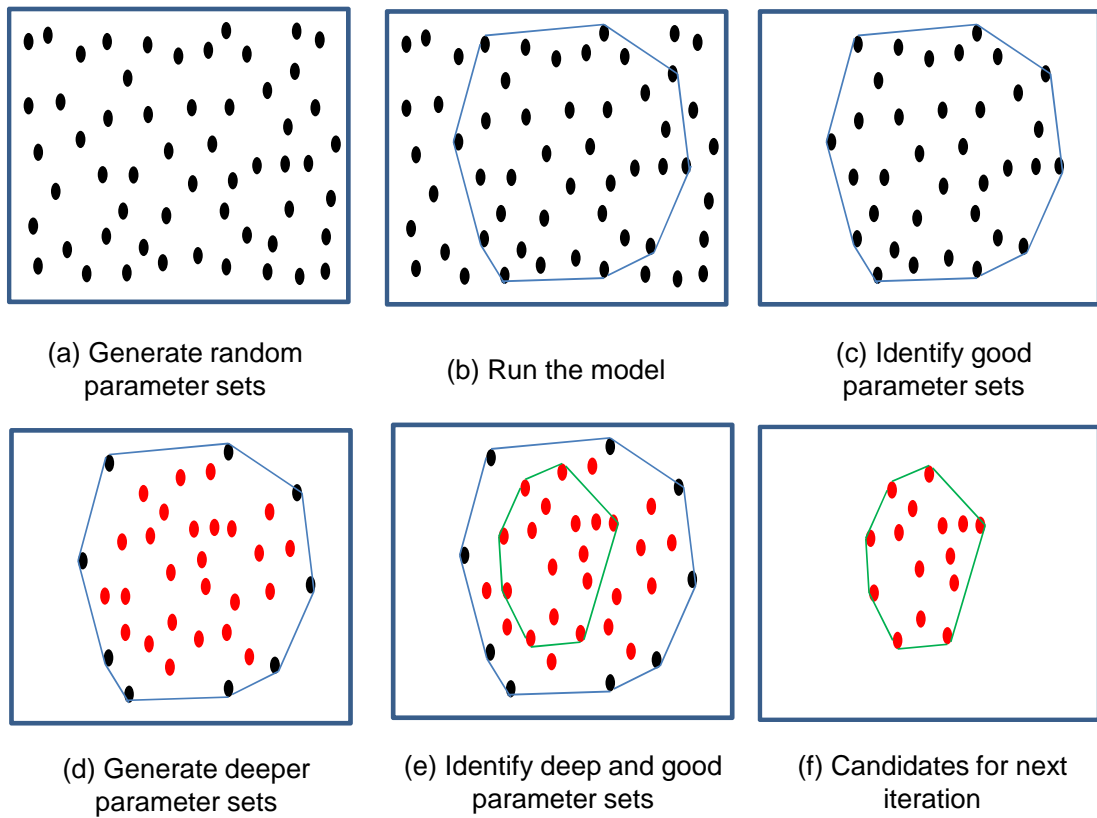 (a) Generate random
parameter sets
(b) Run the model
(c) Identify good
parameter sets
(d) Generate deeper
parameter sets
(e) Identify deep and good
parameter sets
(f) Candidates for next
iteration